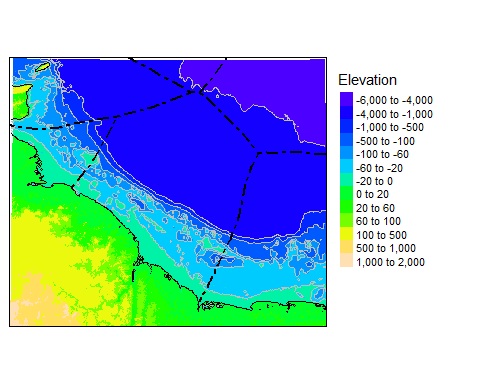 Elevation
-6,000 to -4,000
-4,000 to -1,000
-1,000 to -500
-500 to -100
-100 to -60
-60 to -20
-20 to 0
0 to 20
20 to 60
60 to 100
100 to 500
500 to 1,000
1,000 to 2,000